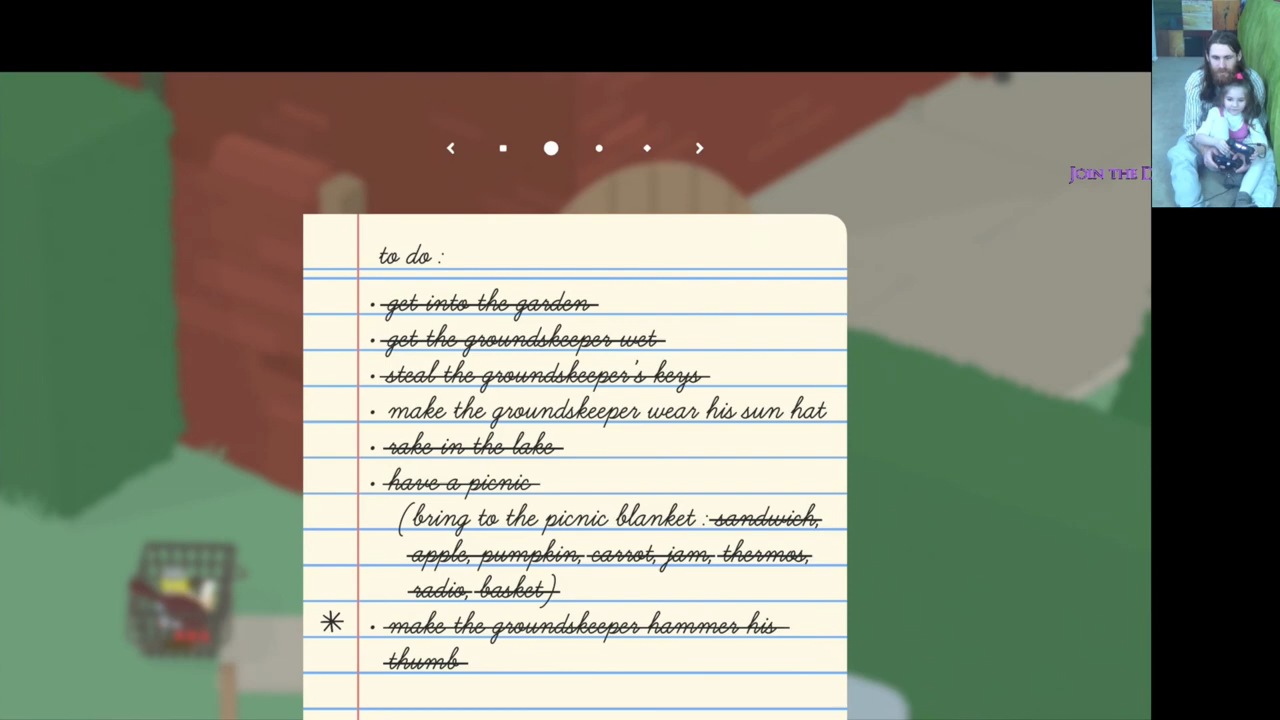 JOIN THE D
to do :
• get into the garden
• get the groundskeeper wet
• steal the groundskeeper's keys
• make the groundskeeper wear his sun hat
• rake in the lake
• have a picnic
(bring to the picnic blanket : sandwich,
apple, pumpkin, carrot, jam, thermos,
radio, basket)
• make the groundskeeper hammer his
thumb